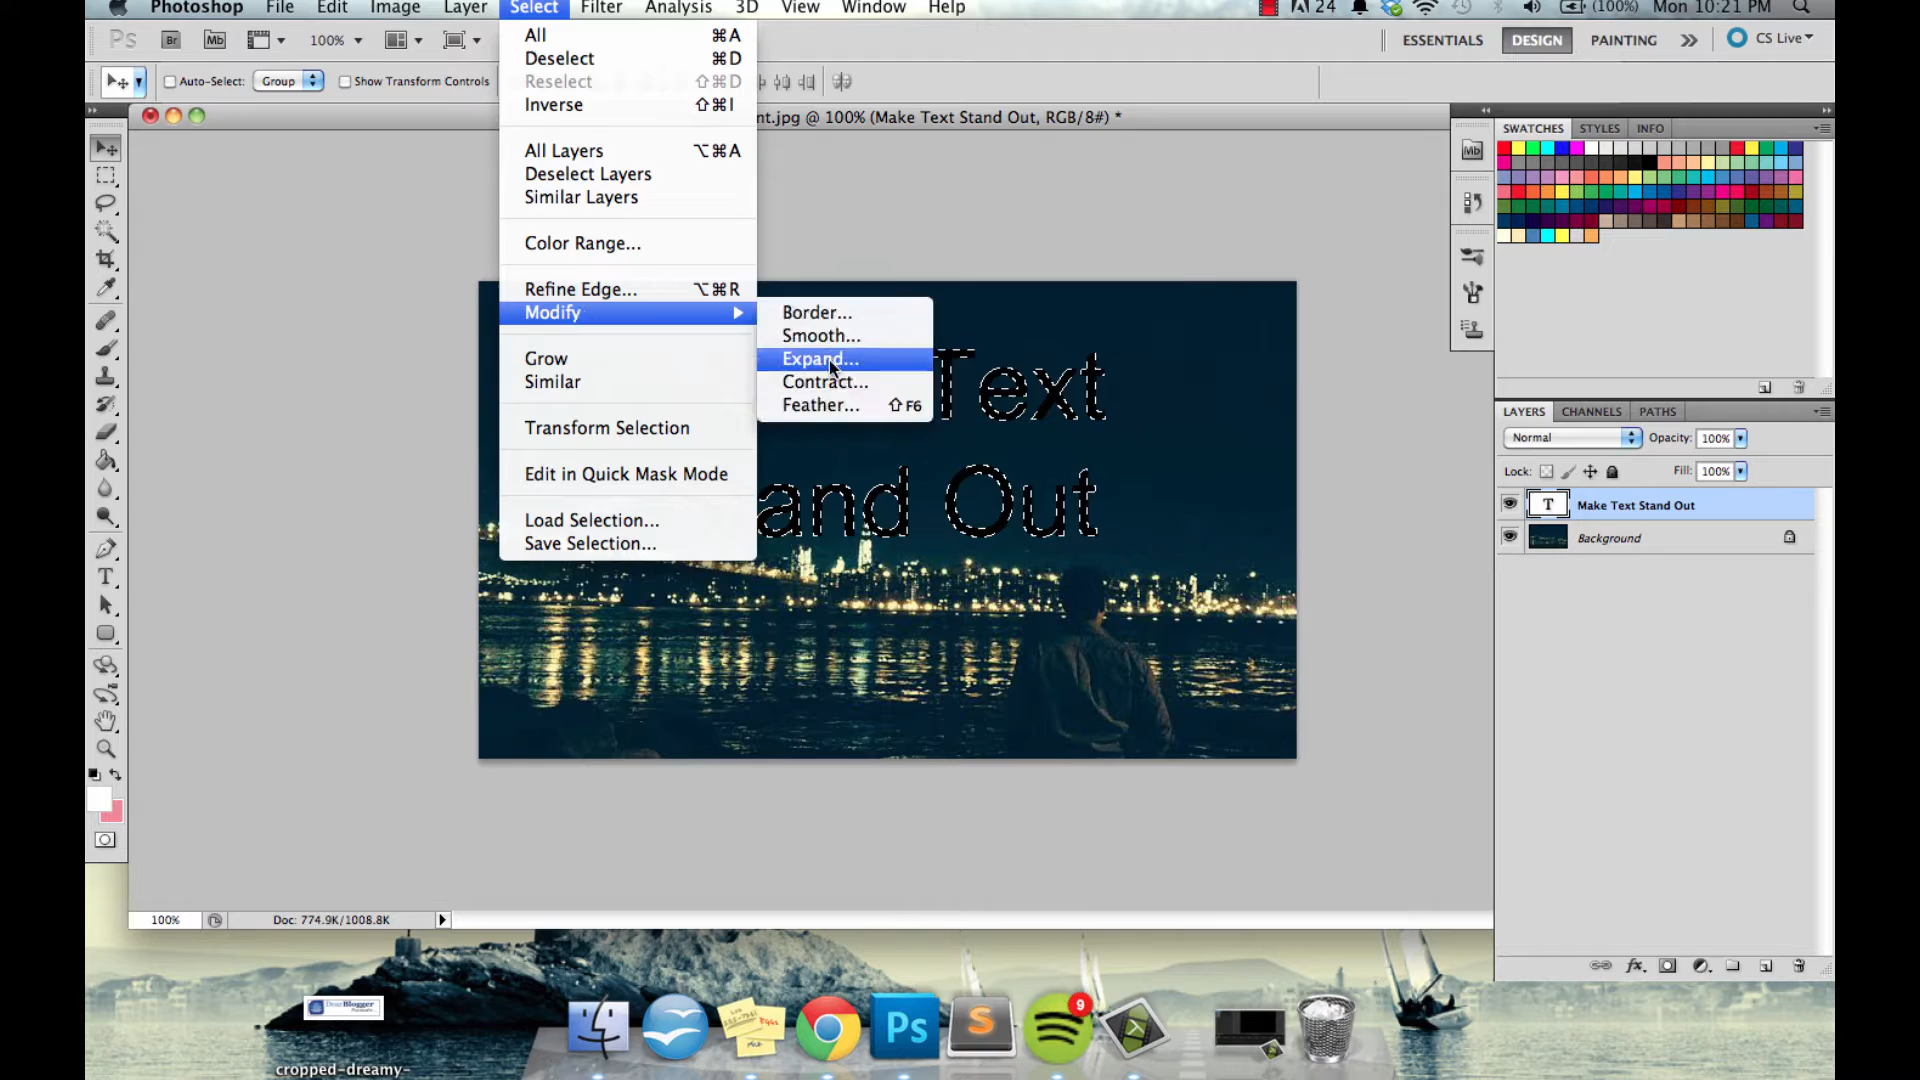 Photoshop File Edit Image Layer Select Filter Analysis 3D View Window Help 24 (100%) Mon 10:21 PM
Ps Br Mb 100% ESSENTIALS DESIGN PAINTING CS Live
Auto-Select: Group Show Transform Controls
nt.jpg @ 100% (Make Text Stand Out, RGB/8#) *
All ⌘A
Deselect ⌘D
Reselect ⇧⌘D
Inverse ⇧⌘I
All Layers ⌥⌘A
Deselect Layers
Similar Layers
Color Range...
Refine Edge... ⌥⌘R
Modify
Grow
Similar
Transform Selection
Edit in Quick Mask Mode
Load Selection...
Save Selection...
Border...
Smooth...
Expand...
Contract...
Feather... ⇧F6
Text
and Out
Mb
SWATCHES STYLES INFO
LAYERS CHANNELS PATHS
Normal Opacity: 100%
Lock: Fill: 100%
T Make Text Stand Out
Background
fx
T
100% Doc: 774.9K/1008.8K
DearBlogger
Ps
S
9
cropped-dreamy-